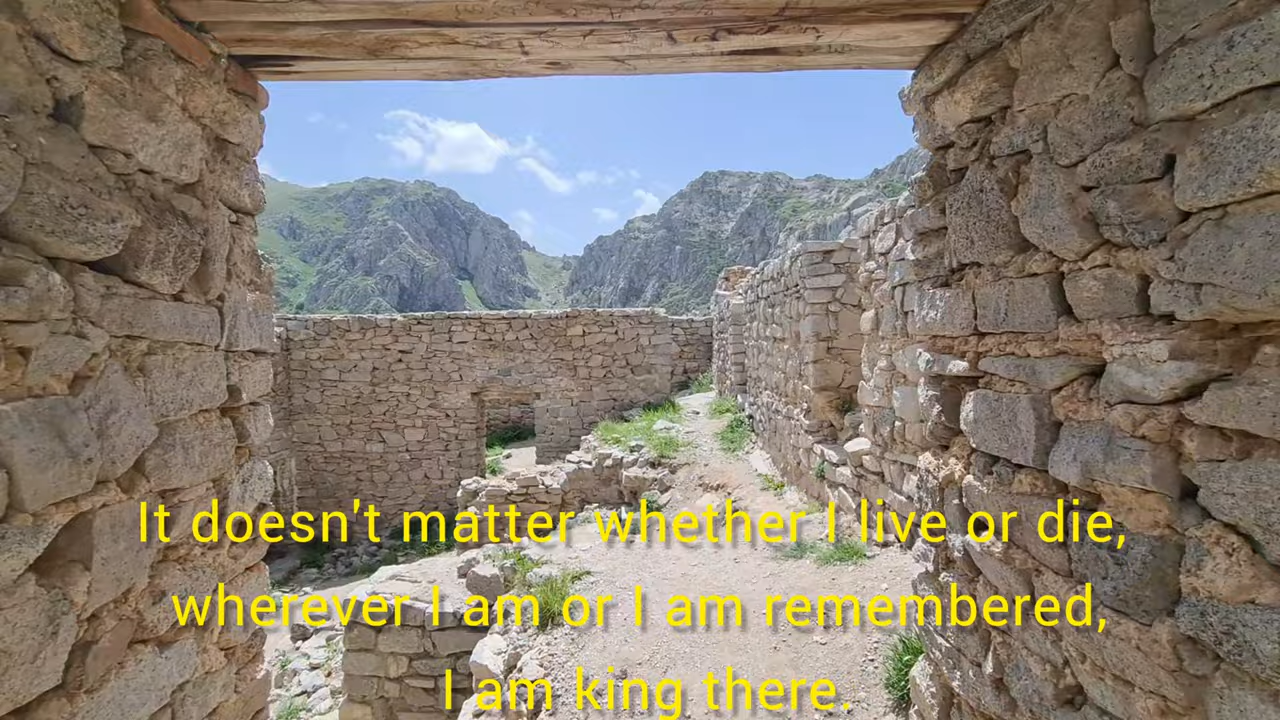 It doesn't matter whether I live or die,
wherever I am or I am remembered,
I am king there.